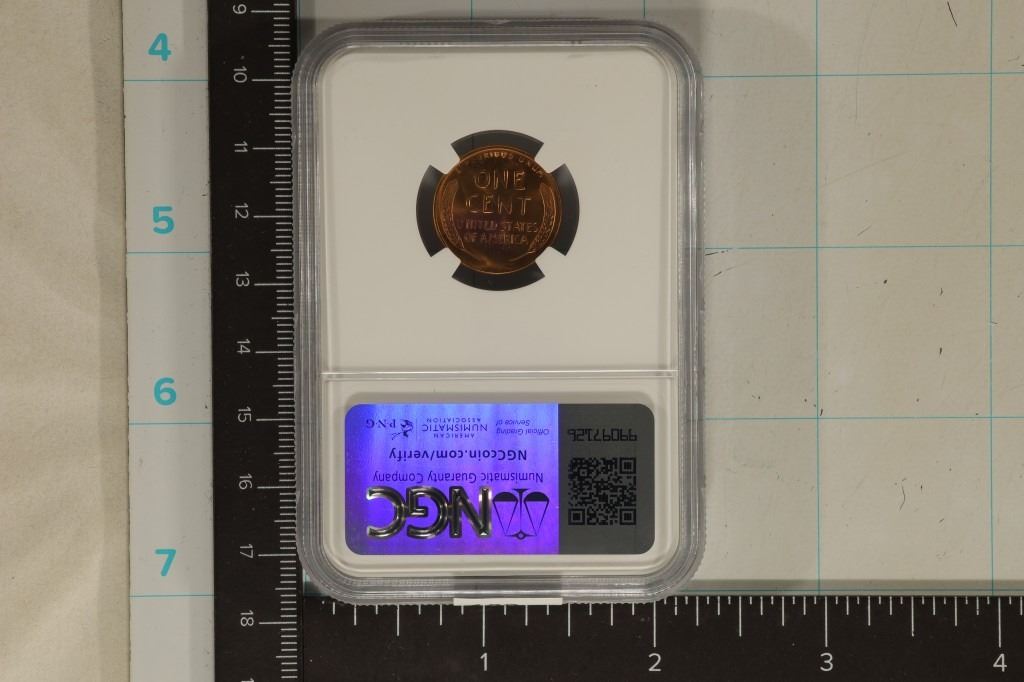 E PLURIBUS UNUM
ONE
CENT
UNITED STATES
OF AMERICA
NGC
Numismatic Guaranty Company
NGCcoin.com/verify
Official Grading
Service of
AMERICAN
NUMISMATIC
ASSOCIATION
PNG
4
5
6
7
9
10
11
12
13
14
15
16
17
18
1
2
3
4